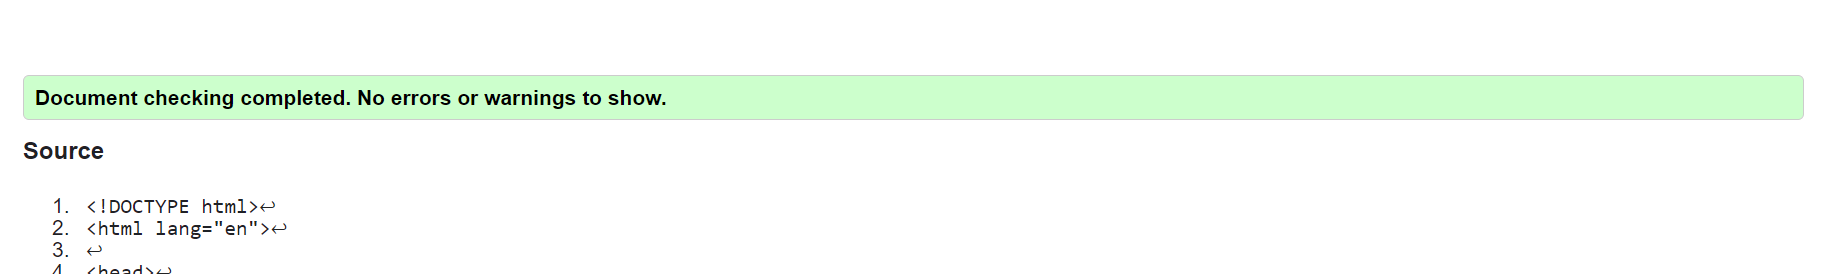 Document checking completed. No errors or warnings to show.
Source
1. <!DOCTYPE html>↩
2. <html lang="en">↩
3. ↩
4. <head>↩